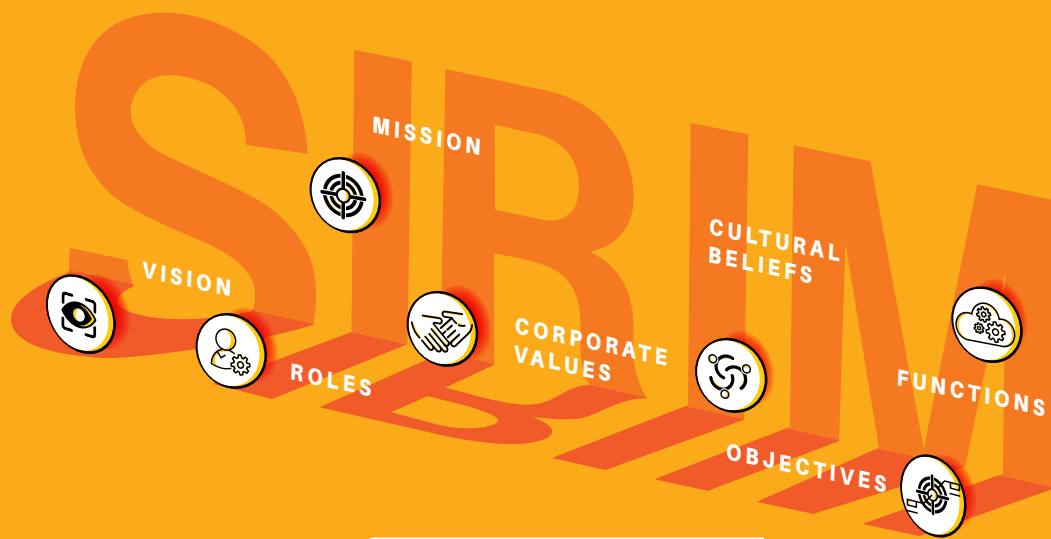 SIRIM
MISSION
CULTURAL
BELIEFS
VISION
CORPORATE
VALUES
ROLES
FUNCTIONS
OBJECTIVES